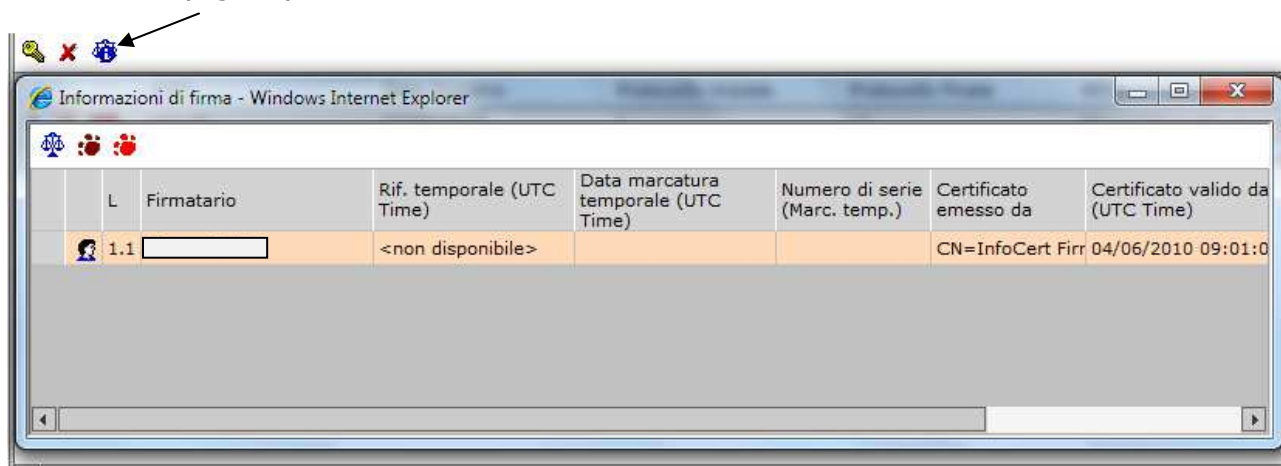 Informazioni di firma - Windows Internet Explorer
L Firmatario Rif. temporale (UTC Time) Data marcatura temporale (UTC Time) Numero di serie (Marc. temp.) Certificato emesso da Certificato valido da (UTC Time)
1.1 <non disponibile> CN=InfoCert Firr 04/06/2010 09:01:0